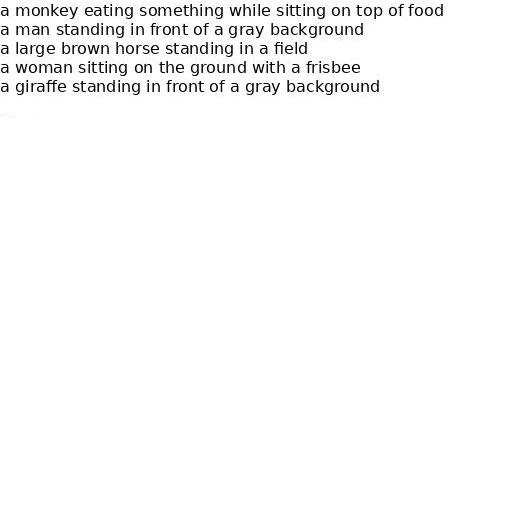 a monkey eating something while sitting on top of food
a man standing in front of a gray background
a large brown horse standing in a field
a woman sitting on the ground with a frisbee
a giraffe standing in front of a gray background